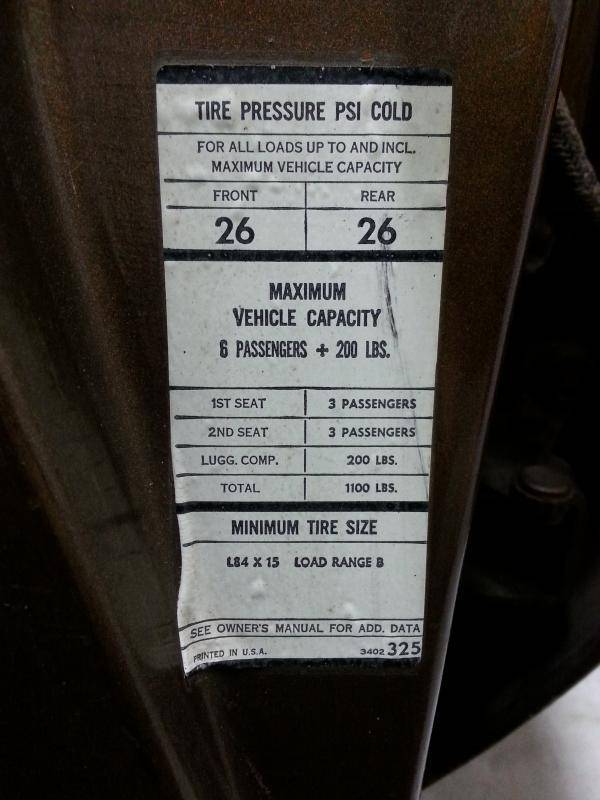 TIRE PRESSURE PSI COLD
FOR ALL LOADS UP TO AND INCL.
MAXIMUM VEHICLE CAPACITY
FRONT REAR
26 26
MAXIMUM
VEHICLE CAPACITY
6 PASSENGERS + 200 LBS.
1ST SEAT 3 PASSENGERS
2ND SEAT 3 PASSENGERS
LUGG. COMP. 200 LBS.
TOTAL 1100 LBS.
MINIMUM TIRE SIZE
L84 X 15 LOAD RANGE B
SEE OWNER'S MANUAL FOR ADD. DATA
PRINTED IN U.S.A. 3402 325